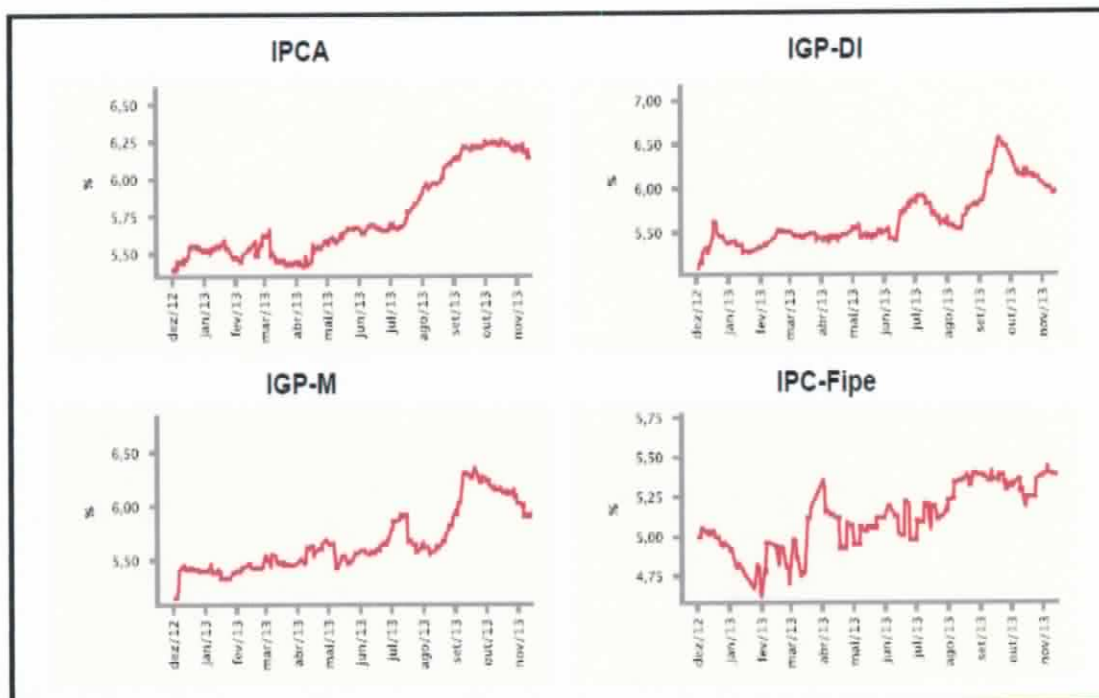 IPCA
6,50
6,25
6,00
5,75
5,50
%
dez/12
jan/13
fev/13
mar/13
abr/13
mai/13
jun/13
jul/13
ago/13
set/13
out/13
nov/13
IGP-DI
7,00
6,50
6,00
5,50
%
dez/12
jan/13
fev/13
mar/13
abr/13
mai/13
jun/13
jul/13
ago/13
set/13
out/13
nov/13
IGP-M
6,50
6,00
5,50
%
dez/12
jan/13
fev/13
mar/13
abr/13
mai/13
jun/13
jul/13
ago/13
set/13
out/13
nov/13
IPC-Fipe
5,75
5,50
5,25
5,00
4,75
%
dez/12
jan/13
fev/13
mar/13
abr/13
mai/13
jun/13
jul/13
ago/13
set/13
out/13
nov/13